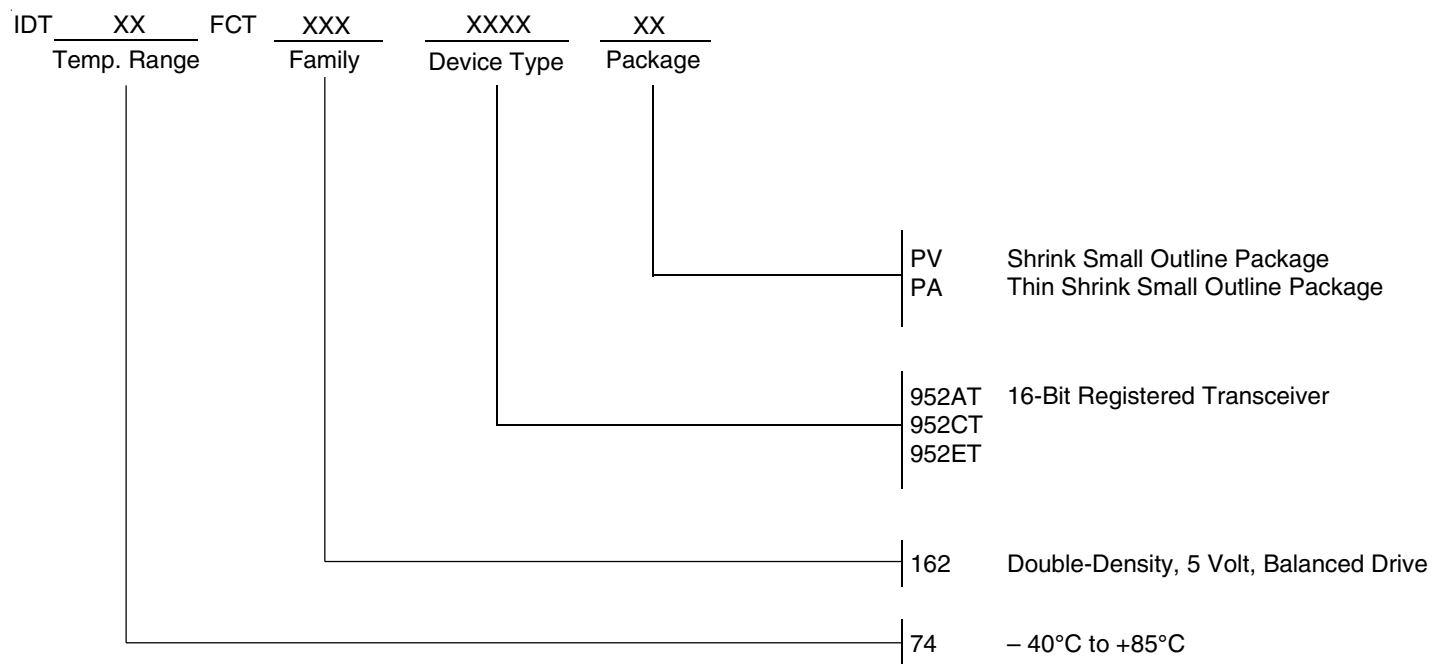 IDT XX FCT XXX XXXX XX
Temp. Range Family Device Type Package
PV Shrink Small Outline Package
PA Thin Shrink Small Outline Package
952AT 16-Bit Registered Transceiver
952CT
952ET
162 Double-Density, 5 Volt, Balanced Drive
74 – 40°C to +85°C